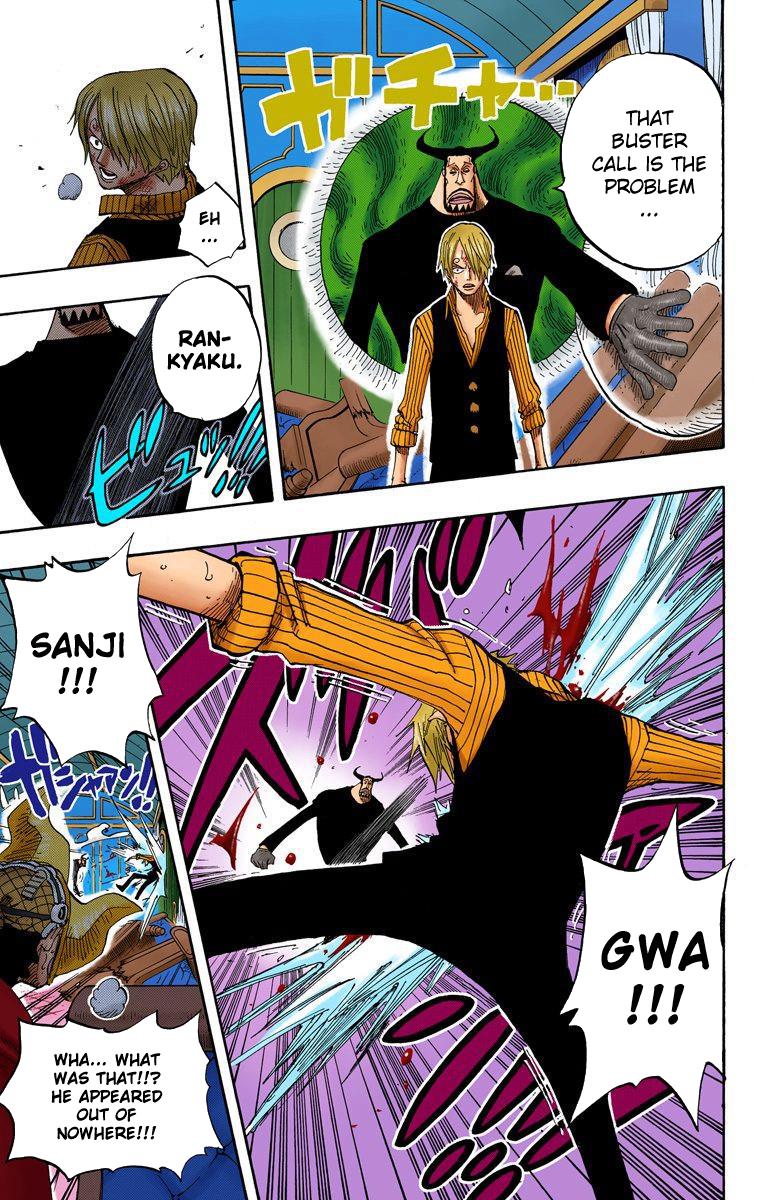 THAT
BUSTER
CALL IS THE
PROBLEM
...
ガチャ...
EH
...
RAN-
KYAKU.
ビュッ!!!
GWA
!!!
SANJI
!!!
ガシャアン!!
WHA... WHAT
WAS THAT!!?
HE APPEARED
OUT OF
NOWHERE!!!